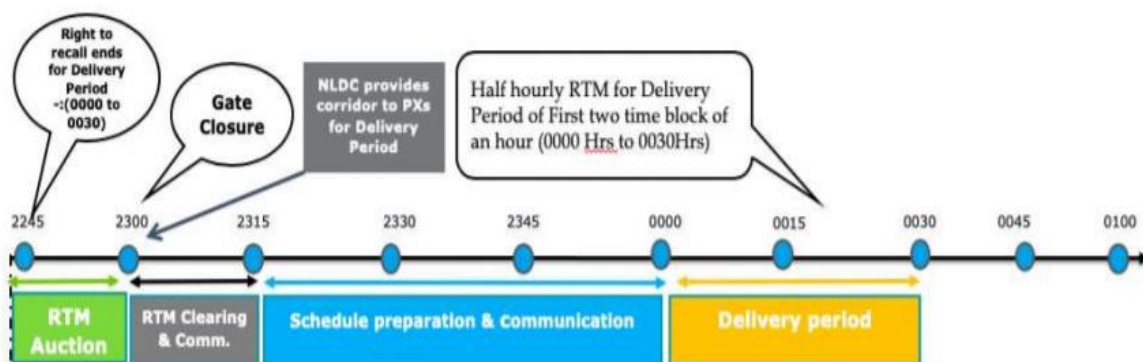 Right to
recall ends
for Delivery
Period
-:(0000 to
0030)
Gate
Closure
NLDC provides
corridor to PXs
for Delivery
Period
Half hourly RTM for Delivery
Period of First two time block of
an hour (0000 Hrs to 0030Hrs)
2245 2300 2315 2330 2345 0000 0015 0030 0045 0100
RTM
Auction
RTM Clearing
& Comm.
Schedule preparation & Communication
Delivery period